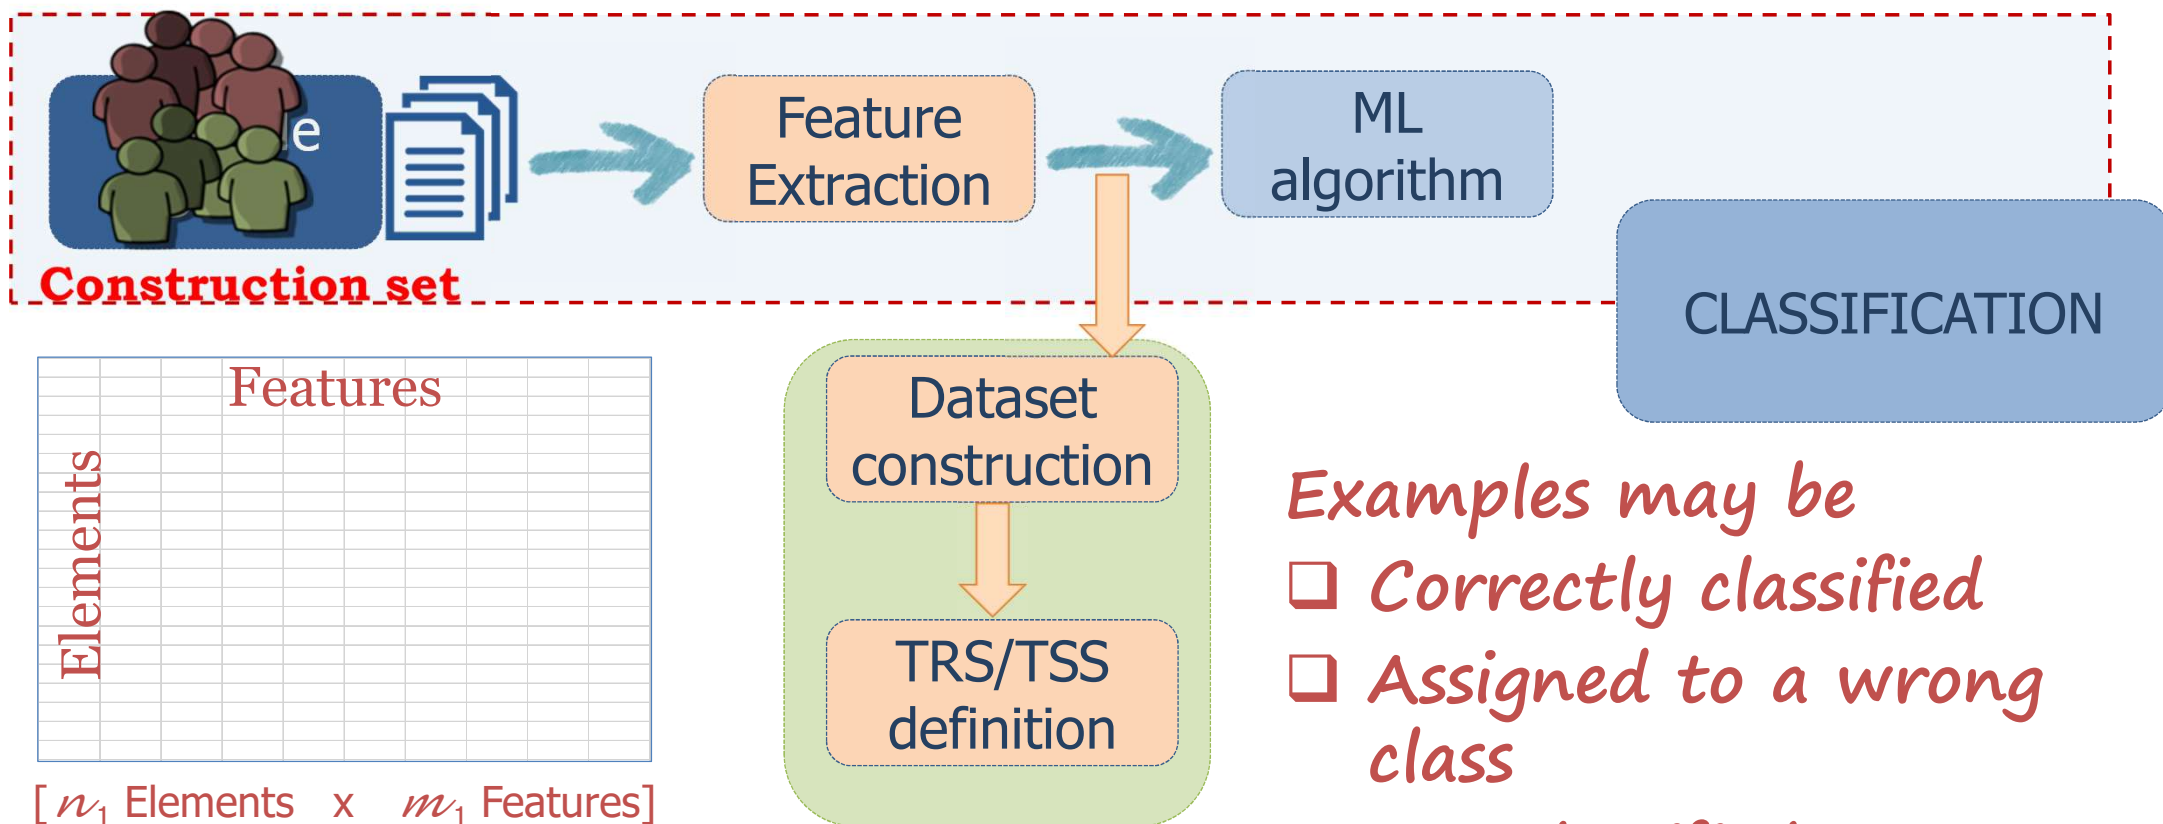 Feature
Extraction
ML
algorithm
Construction set
CLASSIFICATION
Features
Elements
[n₁ Elements x m₁ Features]
Dataset
construction
TRS/TSS
definition
Examples may be
❑ Correctly classified
❑ Assigned to a wrong
class